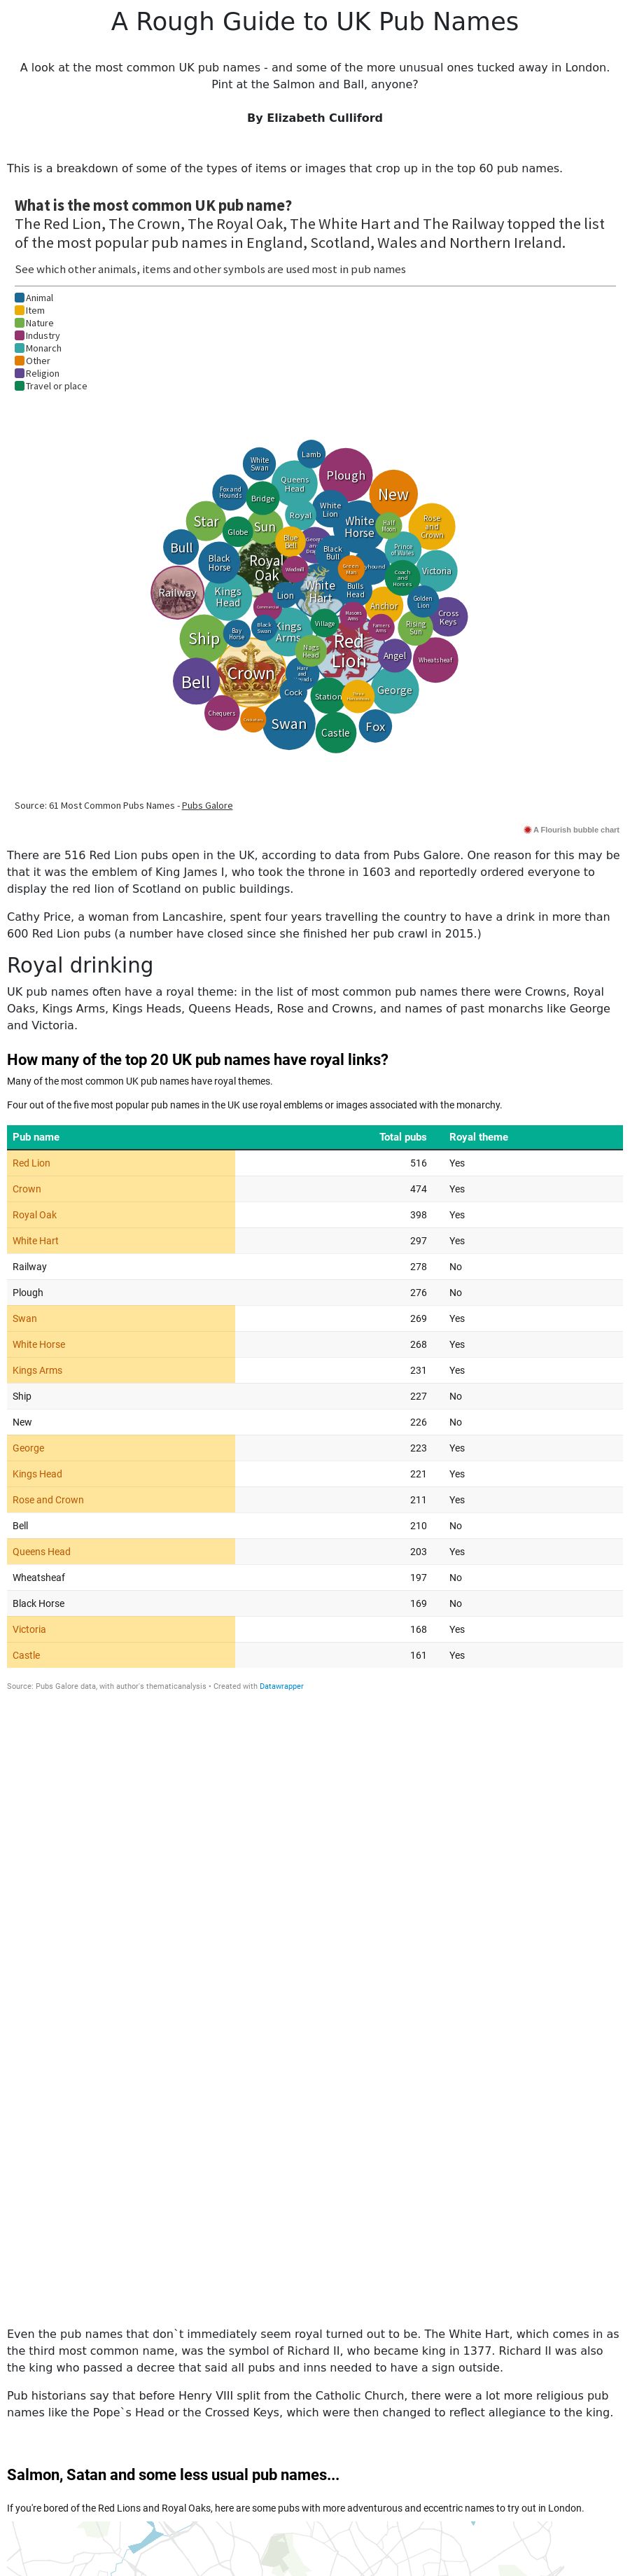 A Rough Guide to UK Pub Names
A look at the most common UK pub names - and some of the more unusual ones tucked away in London.
Pint at the Salmon and Ball, anyone?
By Elizabeth Culliford
This is a breakdown of some of the types of items or images that crop up in the top 60 pub names.
What is the most common UK pub name?
The Red Lion, The Crown, The Royal Oak, The White Hart and The Railway topped the list
of the most popular pub names in England, Scotland, Wales and Northern Ireland.
See which other animals, items and other symbols are used most in pub names
Animal
Item
Nature
Industry
Monarch
Other
Religion
Travel or place
Lamb
White
Swan
Plough
Queens
Head
Fox and
Hounds
New
Bridge
White
Lion
Royal
Star
Sun
White
Horse
Half
Moon
Rose
and
Crown
Globe
Blue
Bell
Prince
of Wales
Bull
Black
Bull
Black
Horse
Royal
Oak
Green
Man
Victoria
Coach
and
Horses
Railway
Kings
Head
Lion
White
Hart
Bulls
Head
Anchor
Golden
Lion
Cross
Keys
Masons
Arms
Village
Farmers
Arms
Rising
Sun
Ship
Bay
Horse
Black
Swan
Kings
Arms
Nags
Head
Red
Lion
Angel
Wheatsheaf
Bell
Crown
Cock
Station
George
Chequers
Swan
Castle
Fox
Source: 61 Most Common Pubs Names - Pubs Galore
A Flourish bubble chart
There are 516 Red Lion pubs open in the UK, according to data from Pubs Galore. One reason for this may be
that it was the emblem of King James I, who took the throne in 1603 and reportedly ordered everyone to
display the red lion of Scotland on public buildings.
Cathy Price, a woman from Lancashire, spent four years travelling the country to have a drink in more than
600 Red Lion pubs (a number have closed since she finished her pub crawl in 2015.)
Royal drinking
UK pub names often have a royal theme: in the list of most common pub names there were Crowns, Royal
Oaks, Kings Arms, Kings Heads, Queens Heads, Rose and Crowns, and names of past monarchs like George
and Victoria.
How many of the top 20 UK pub names have royal links?
Many of the most common UK pub names have royal themes.
Four out of the five most popular pub names in the UK use royal emblems or images associated with the monarchy.
Pub name Total pubs Royal theme
Red Lion 516 Yes
Crown 474 Yes
Royal Oak 398 Yes
White Hart 297 Yes
Railway 278 No
Plough 276 No
Swan 269 Yes
White Horse 268 Yes
Kings Arms 231 Yes
Ship 227 No
New 226 No
George 223 Yes
Kings Head 221 Yes
Rose and Crown 211 Yes
Bell 210 No
Queens Head 203 Yes
Wheatsheaf 197 No
Black Horse 169 No
Victoria 168 Yes
Castle 161 Yes
Source: Pubs Galore data, with author's thematicanalysis • Created with Datawrapper
Even the pub names that don`t immediately seem royal turned out to be. The White Hart, which comes in as
the third most common name, was the symbol of Richard II, who became king in 1377. Richard II was also
the king who passed a decree that said all pubs and inns needed to have a sign outside.
Pub historians say that before Henry VIII split from the Catholic Church, there were a lot more religious pub
names like the Pope`s Head or the Crossed Keys, which were then changed to reflect allegiance to the king.
Salmon, Satan and some less usual pub names...
If you're bored of the Red Lions and Royal Oaks, here are some pubs with more adventurous and eccentric names to try out in London.